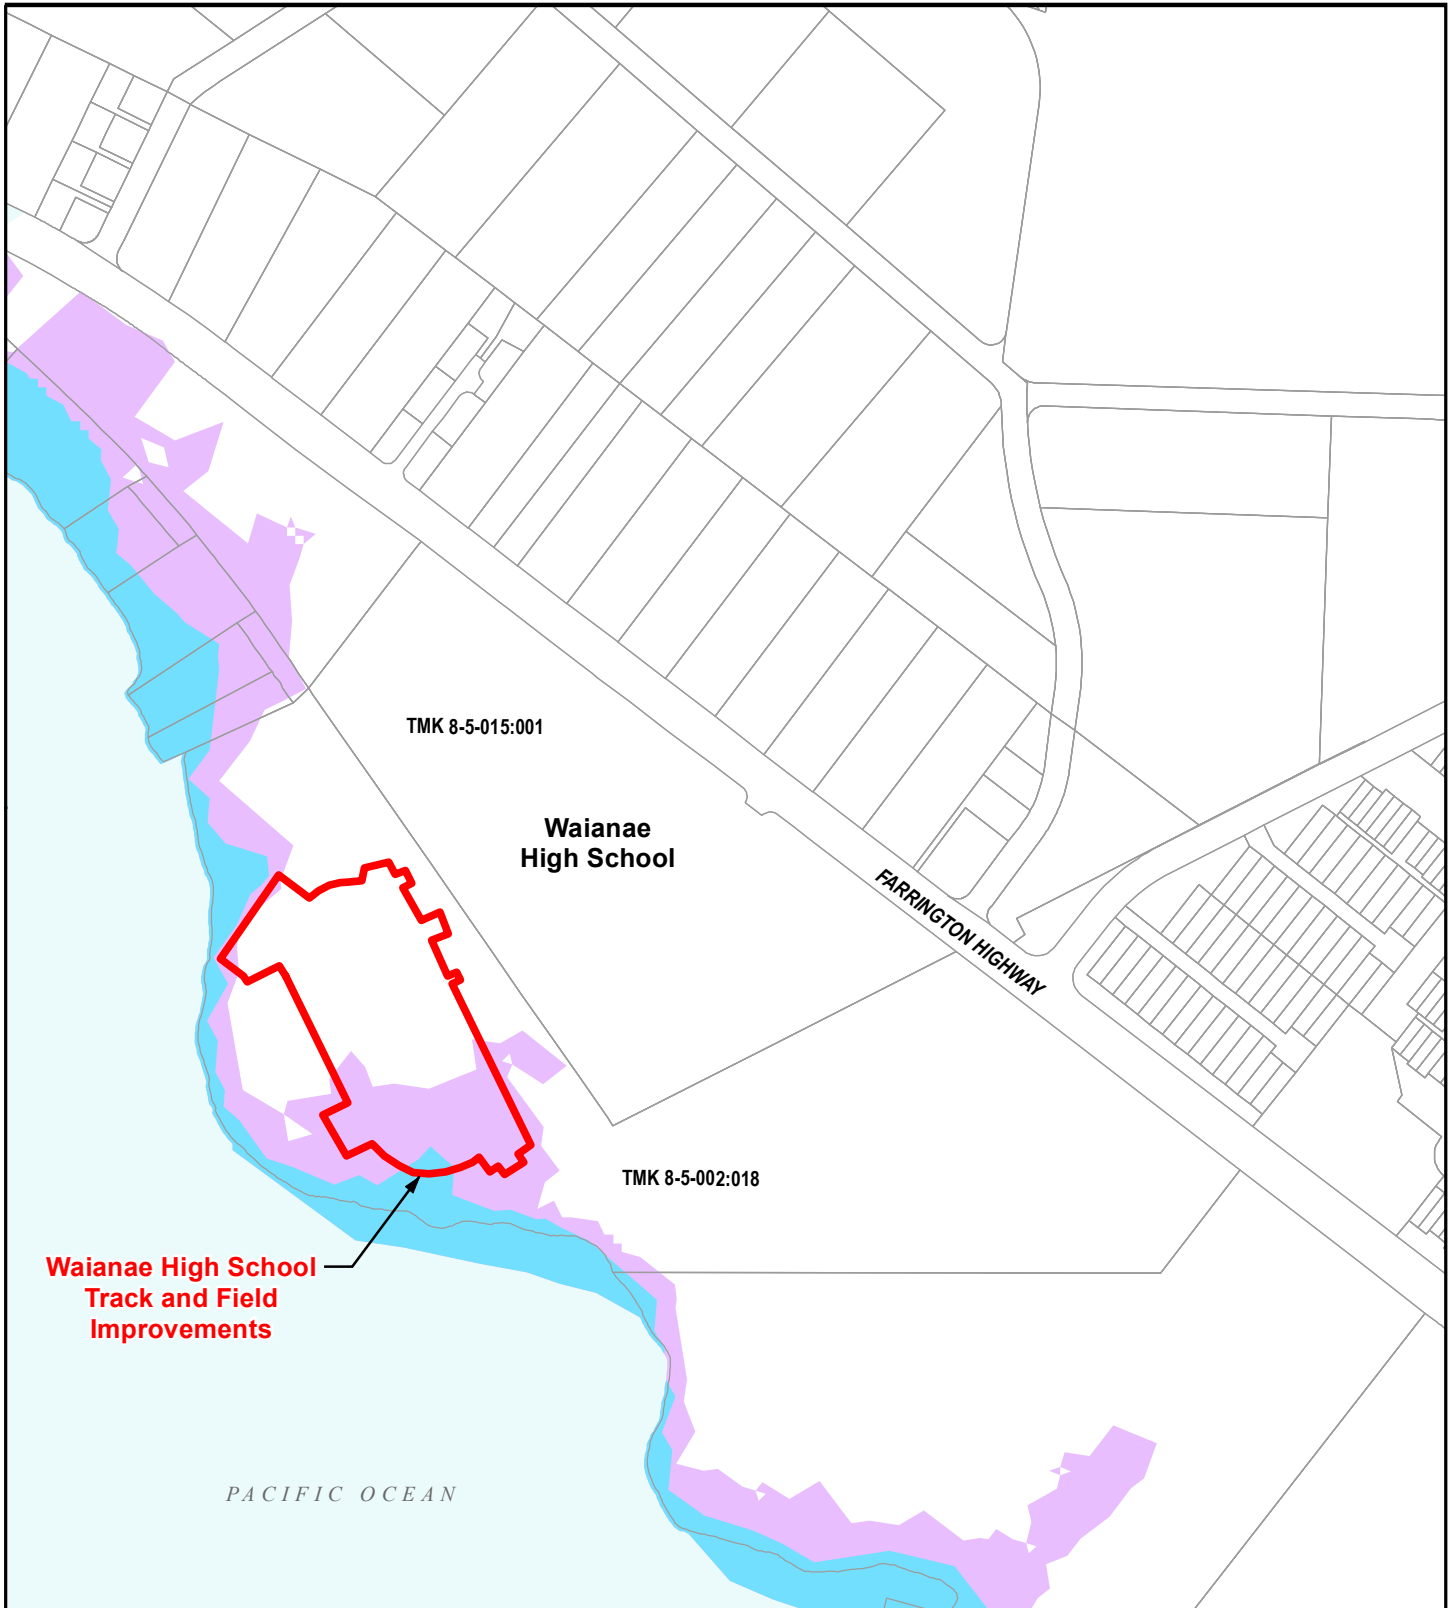 TMK 8-5-015:001
Waianae
High School
FARRINGTON HIGHWAY
TMK 8-5-002:018
Waianae High School
Track and Field
Improvements
PACIFIC OCEAN